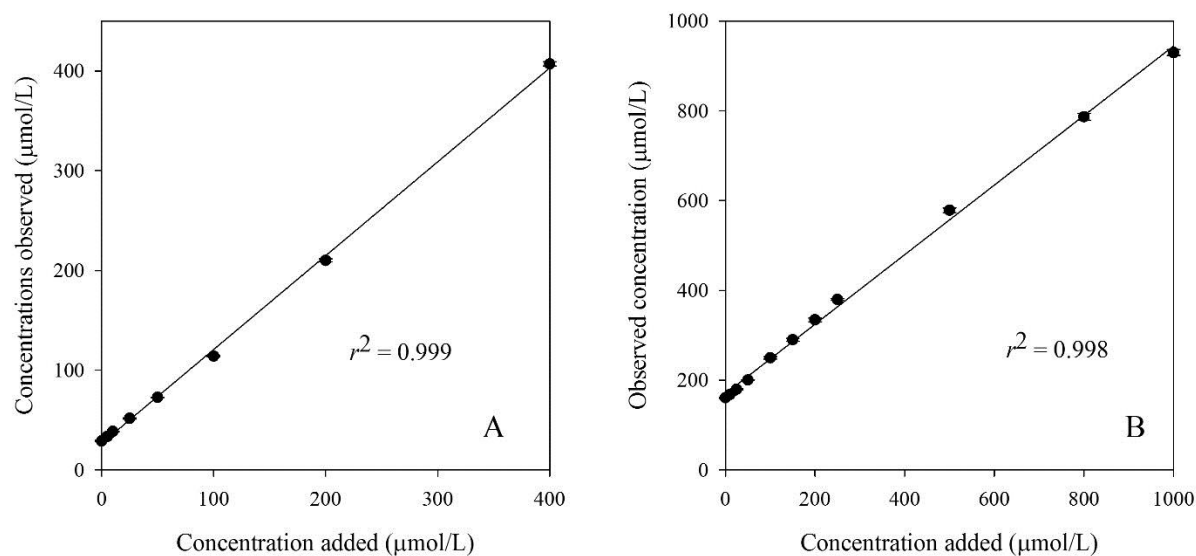 Concentrations observed (μmol/L)
400
300
200
100
0
r² = 0.999
A
0 100 200 300 400
Concentration added (μmol/L)
Observed concentration (μmol/L)
1000
800
600
400
200
0
r² = 0.998
B
0 200 400 600 800 1000
Concentration added (μmol/L)